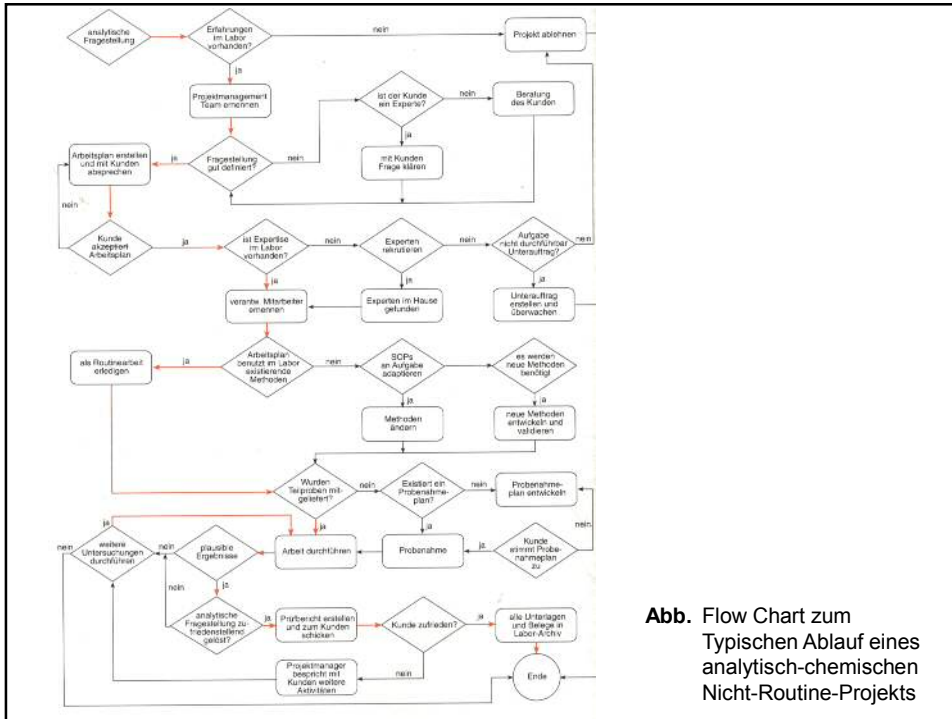 analytische
Fragestellung
Erfahrungen
im Labor
vorhanden?
nein
Projekt ablehnen
ja
Projektmanagement
Team ernennen
Ist der Kunde
ein Experte?
nein
Beratung
des Kunden
ja
Arbeitsplan erstellen
und mit Kunden
absprechen
ja
Fragestellung
gut definiert?
nein
mit Kunden
Frage klären
nein
Kunde
akzeptiert
Arbeitsplan
ja
ist Expertise
im Labor
vorhanden?
nein
Experten
rekrutieren
nein
Aufgabe
nicht durchführbar
Unterauftrag?
nein
ja
ja
ja
verantw. Mitarbeiter
ernennen
Experten im Hause
gefunden
Unterauftrag
erstellen und
überwachen
als Routinearbeit
erledigen
ja
Arbeitsplan
benutzt im Labor
existierende
Methoden
nein
SOPs
an Aufgabe
adaptieren
es werden
neue Methoden
benötigt
ja
ja
Methoden
ändern
neue Methoden
entwickeln und
validieren
Wurden
Teilproben mit-
geliefert?
nein
Existiert ein
Probenahme-
plan?
nein
Probenahme-
plan entwickeln
ja
ja
ja
nein
nein
weitere
Untersuchungen
durchführen
nein
plausible
Ergebnisse
Arbeit durchführen
Probenahme
ja
Kunde
stimmt Probe-
nahmeplan
zu
nein
ja
analytische
Fragestellung zu-
friedenstellend
gelöst?
ja
Prüfbericht erstellen
und zum Kunden
schicken
Kunde zufrieden?
ja
alle Unterlagen
und Belege in
Labor-Archiv
Projektmanager
bespricht mit
Kunden weitere
Aktivitäten
nein
Ende
Abb. Flow Chart zum
Typischen Ablauf eines
analytisch-chemischen
Nicht-Routine-Projekts